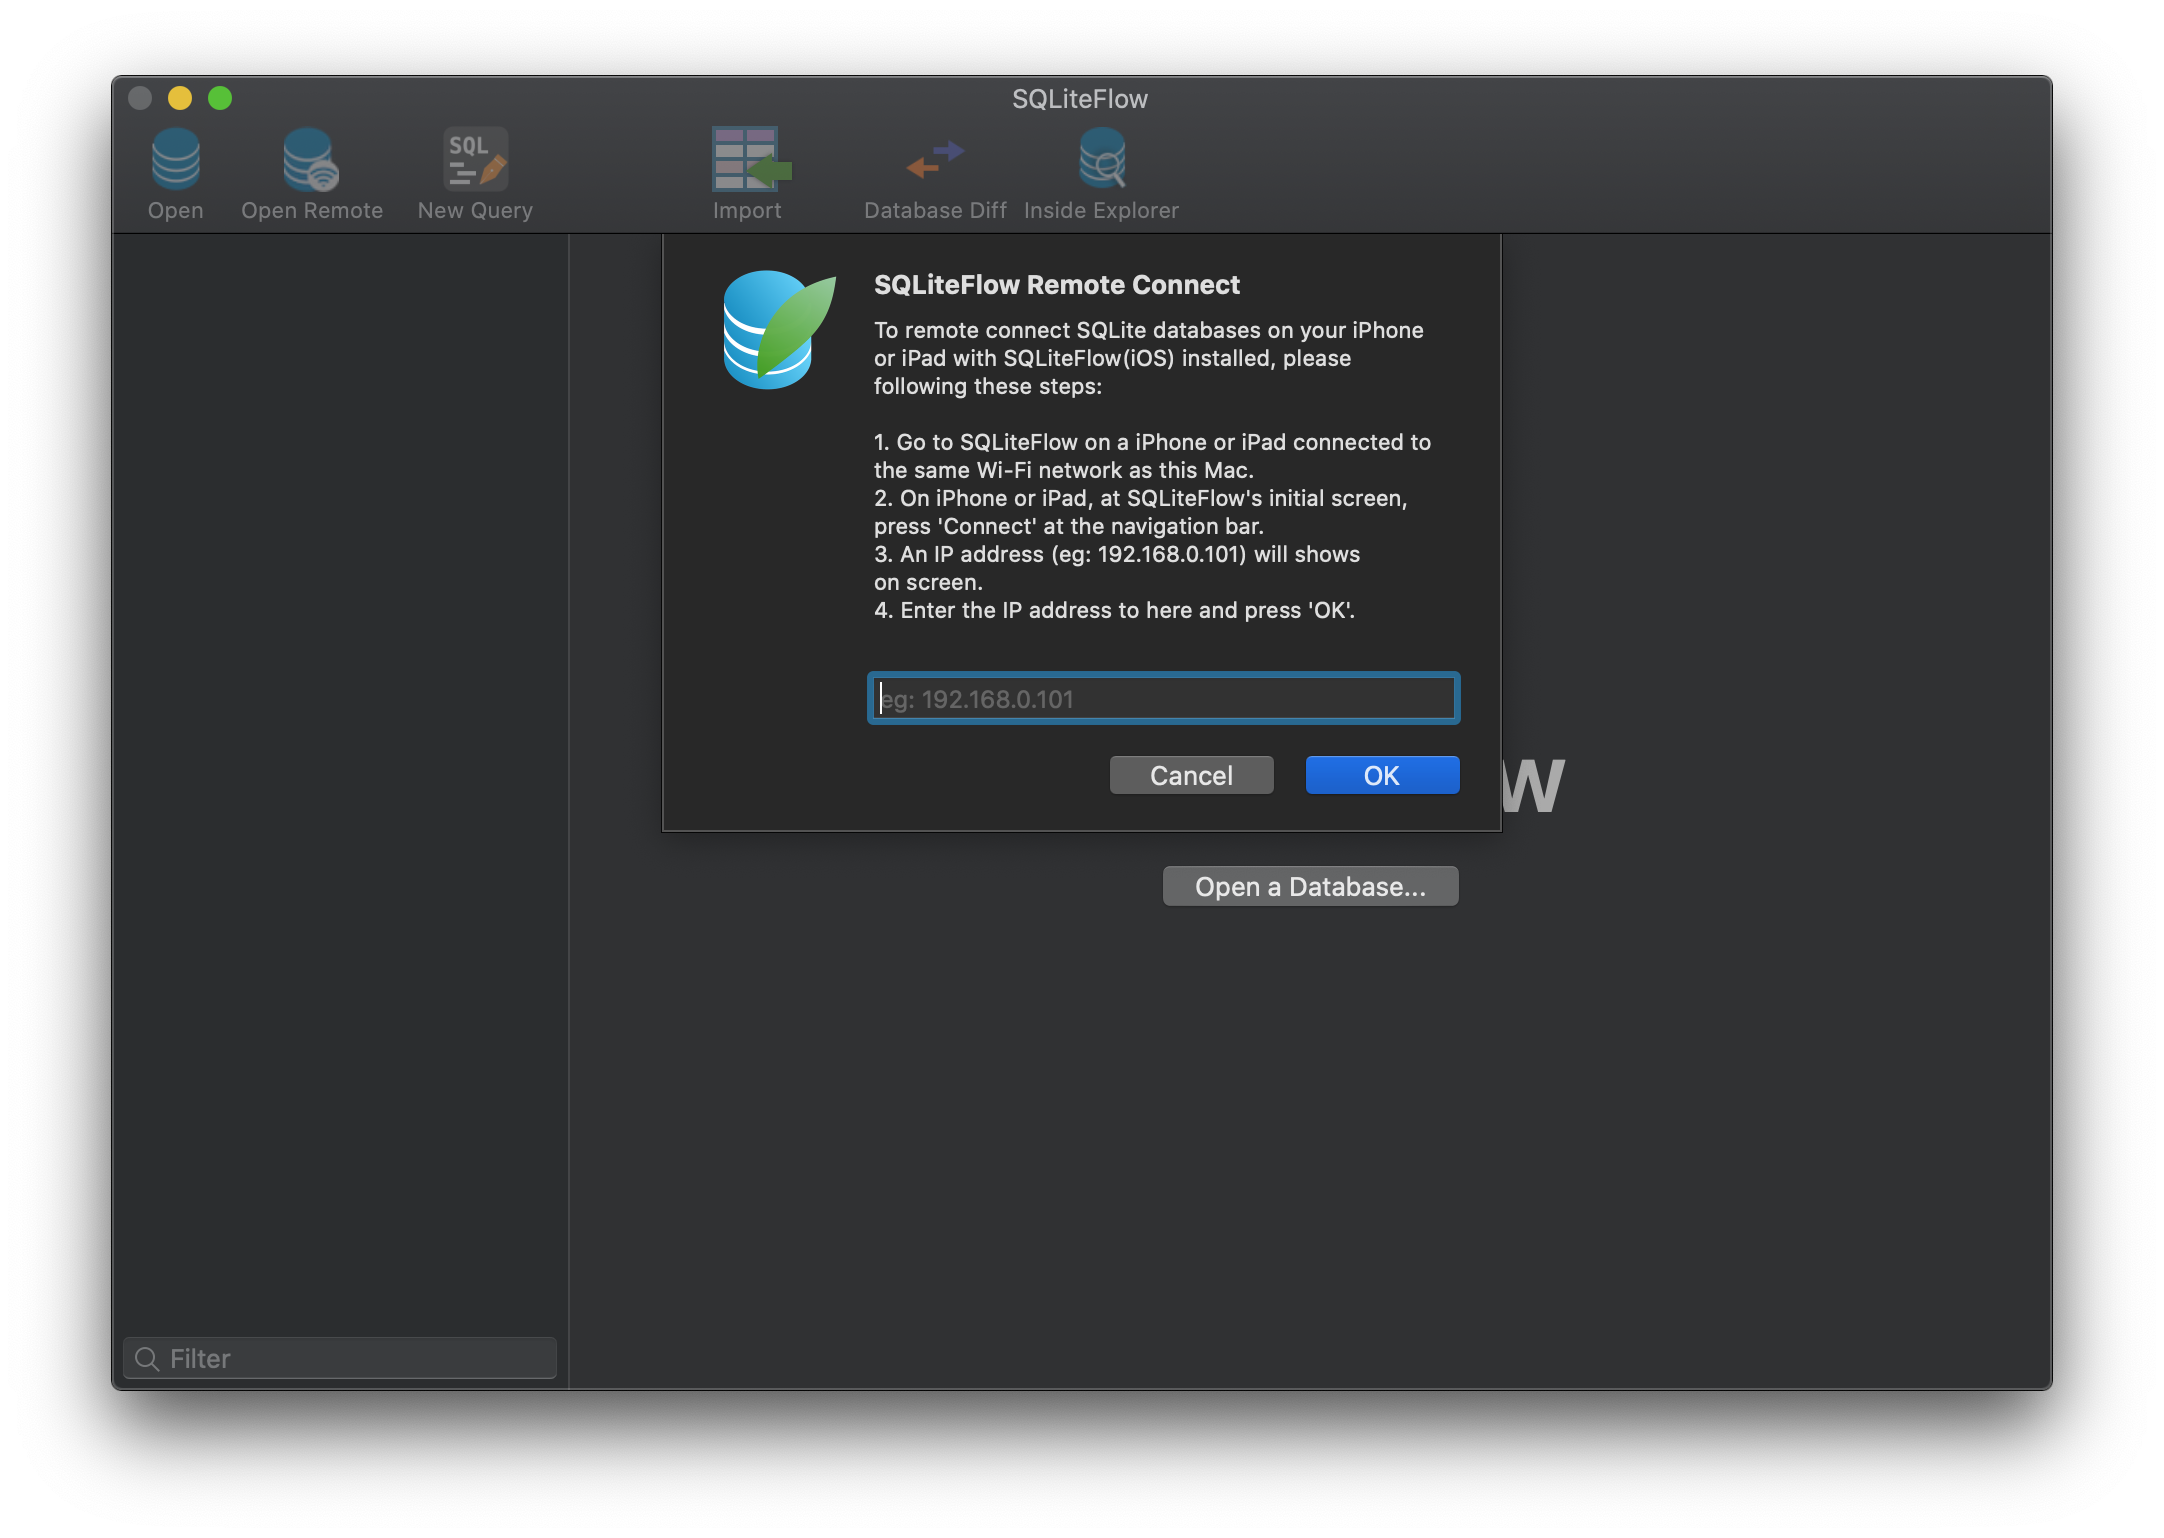 SQLiteFlow
SQL
Open
Open Remote
New Query
Import
Database Diff
Inside Explorer
SQLiteFlow Remote Connect
To remote connect SQLite databases on your iPhone
or iPad with SQLiteFlow(iOS) installed, please
following these steps:
1. Go to SQLiteFlow on a iPhone or iPad connected to
the same Wi-Fi network as this Mac.
2. On iPhone or iPad, at SQLiteFlow's initial screen,
press 'Connect' at the navigation bar.
3. An IP address (eg: 192.168.0.101) will shows
on screen.
4. Enter the IP address to here and press 'OK'.
eg: 192.168.0.101
Cancel
OK
w
Open a Database...
Filter